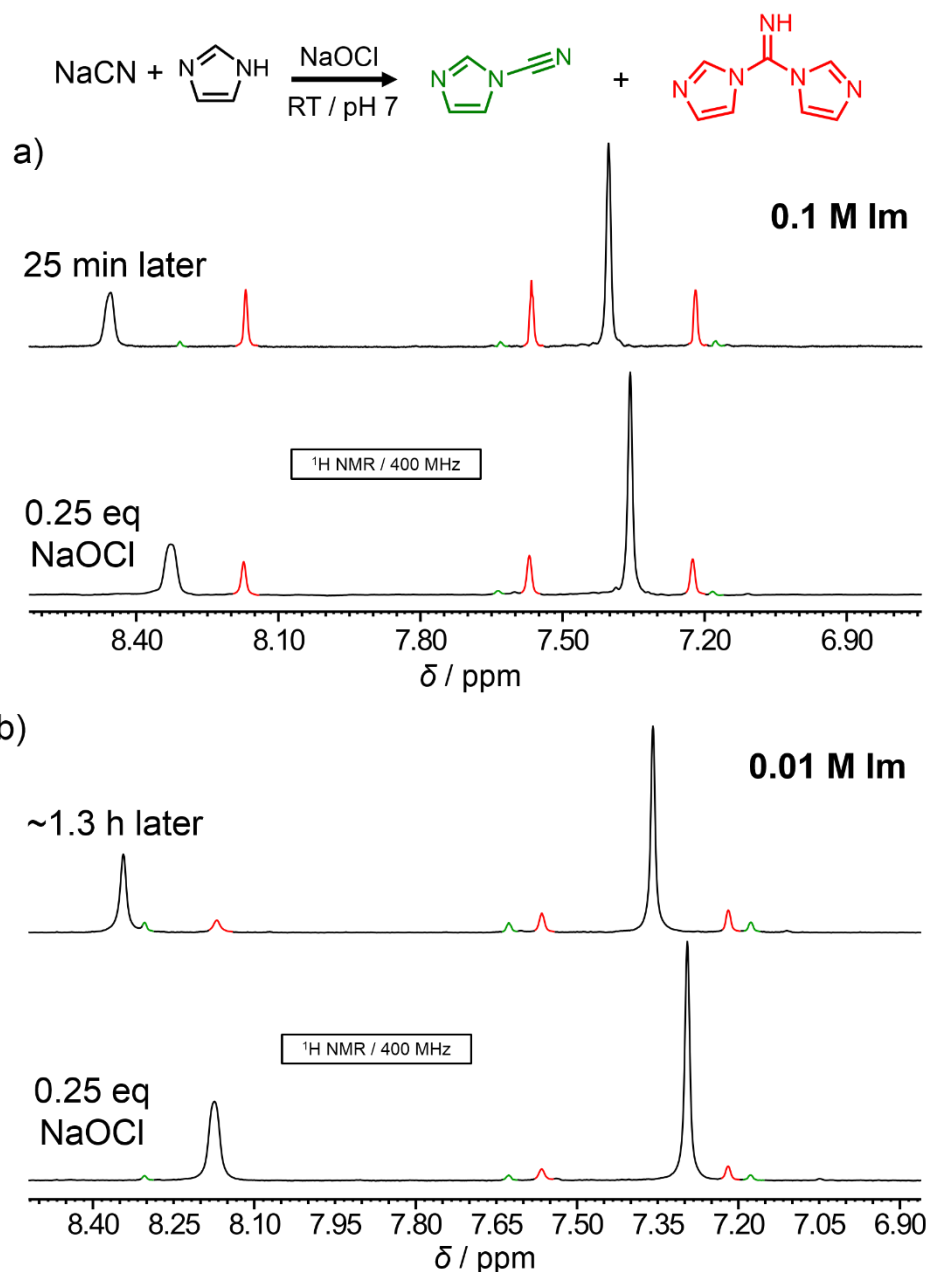 NaCN + N NH NaOCl RT / pH 7 N N N + NH N N N N
a)
0.1 M Im
25 min later
¹H NMR / 400 MHz
0.25 eq
NaOCl
8.40 8.10 7.80 7.50 7.20 6.90
δ / ppm
b)
0.01 M Im
~1.3 h later
¹H NMR / 400 MHz
0.25 eq
NaOCl
8.40 8.25 8.10 7.95 7.80 7.65 7.50 7.35 7.20 7.05 6.90
δ / ppm